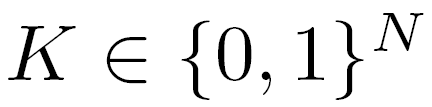 K ∈ {0, 1}^N